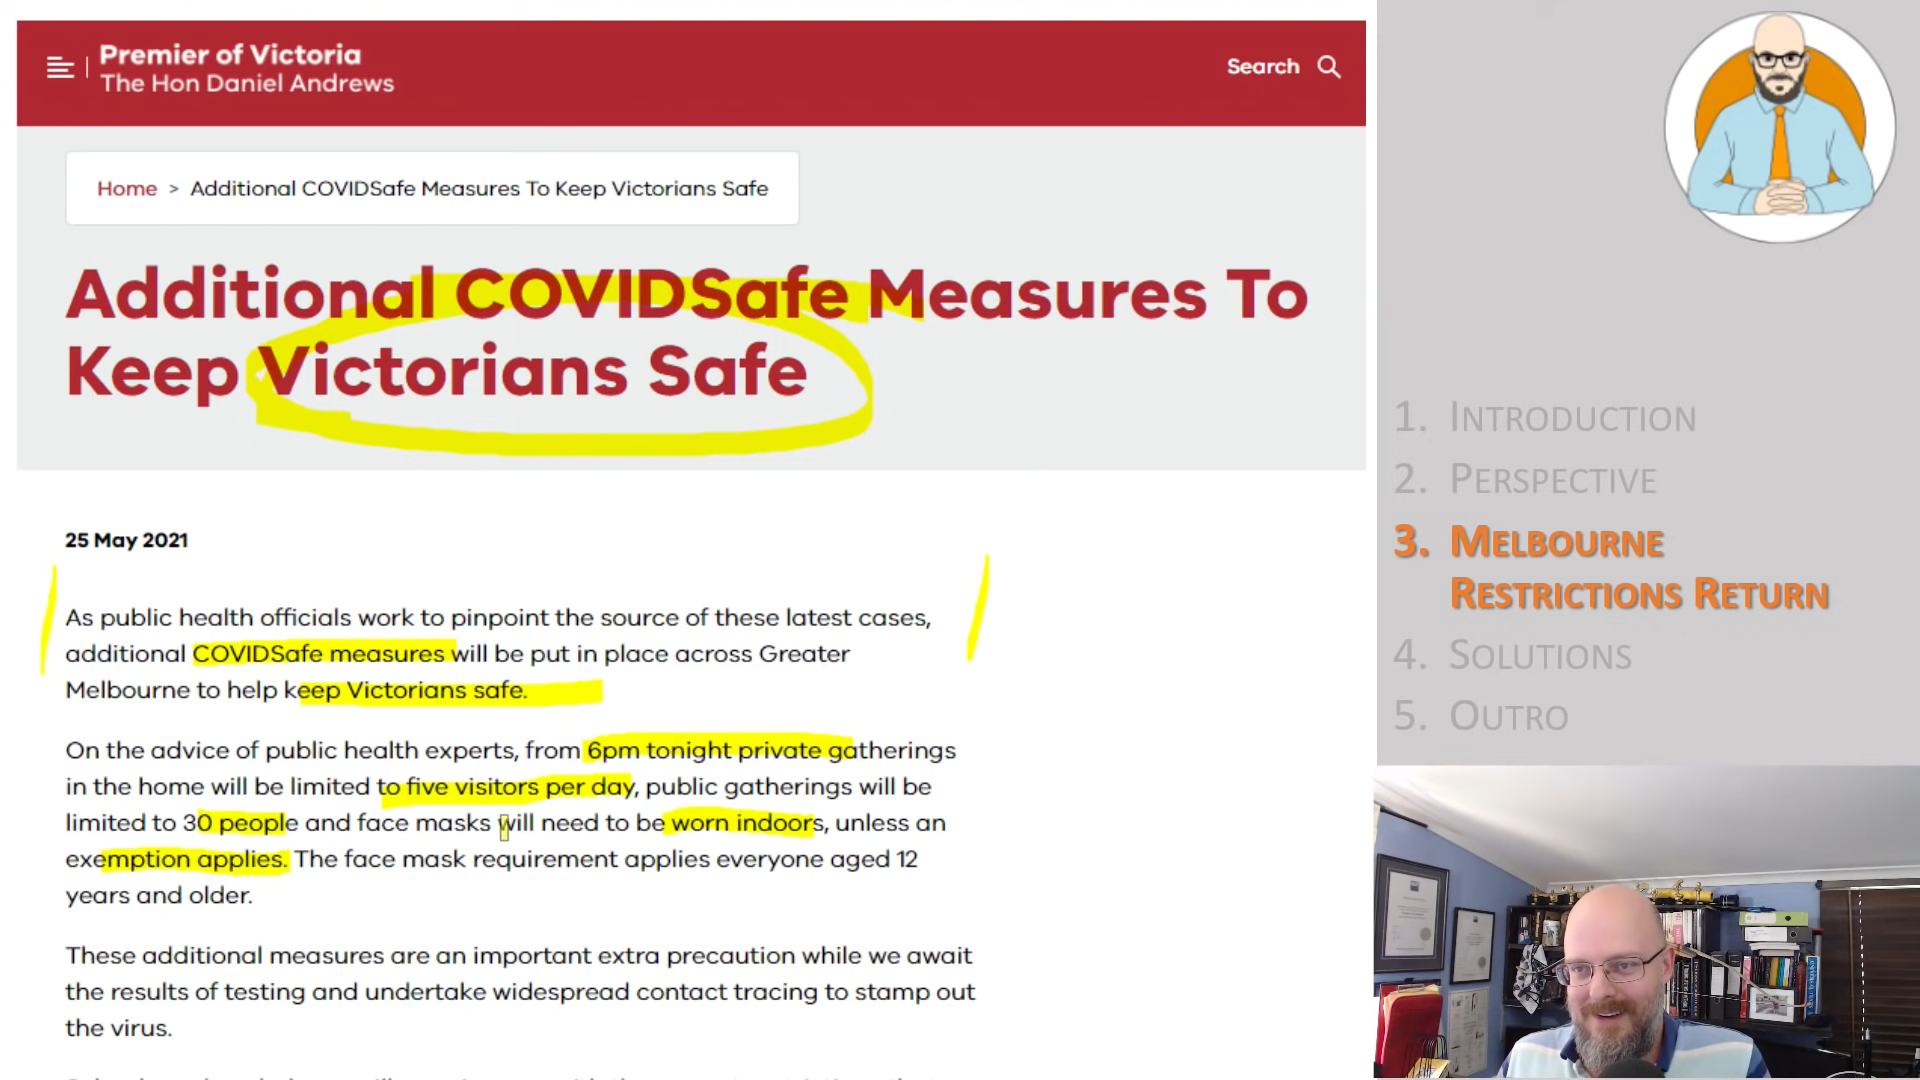 Premier of Victoria
The Hon Daniel Andrews
Search
Home > Additional COVIDSafe Measures To Keep Victorians Safe
Additional COVIDSafe Measures To
Keep Victorians Safe
25 May 2021
As public health officials work to pinpoint the source of these latest cases,
additional COVIDSafe measures will be put in place across Greater
Melbourne to help keep Victorians safe.
On the advice of public health experts, from 6pm tonight private gatherings
in the home will be limited to five visitors per day, public gatherings will be
limited to 30 people and face masks will need to be worn indoors, unless an
exemption applies. The face mask requirement applies everyone aged 12
years and older.
These additional measures are an important extra precaution while we await
the results of testing and undertake widespread contact tracing to stamp out
the virus.
1. INTRODUCTION
2. PERSPECTIVE
3. MELBOURNE
RESTRICTIONS RETURN
4. SOLUTIONS
5. OUTRO